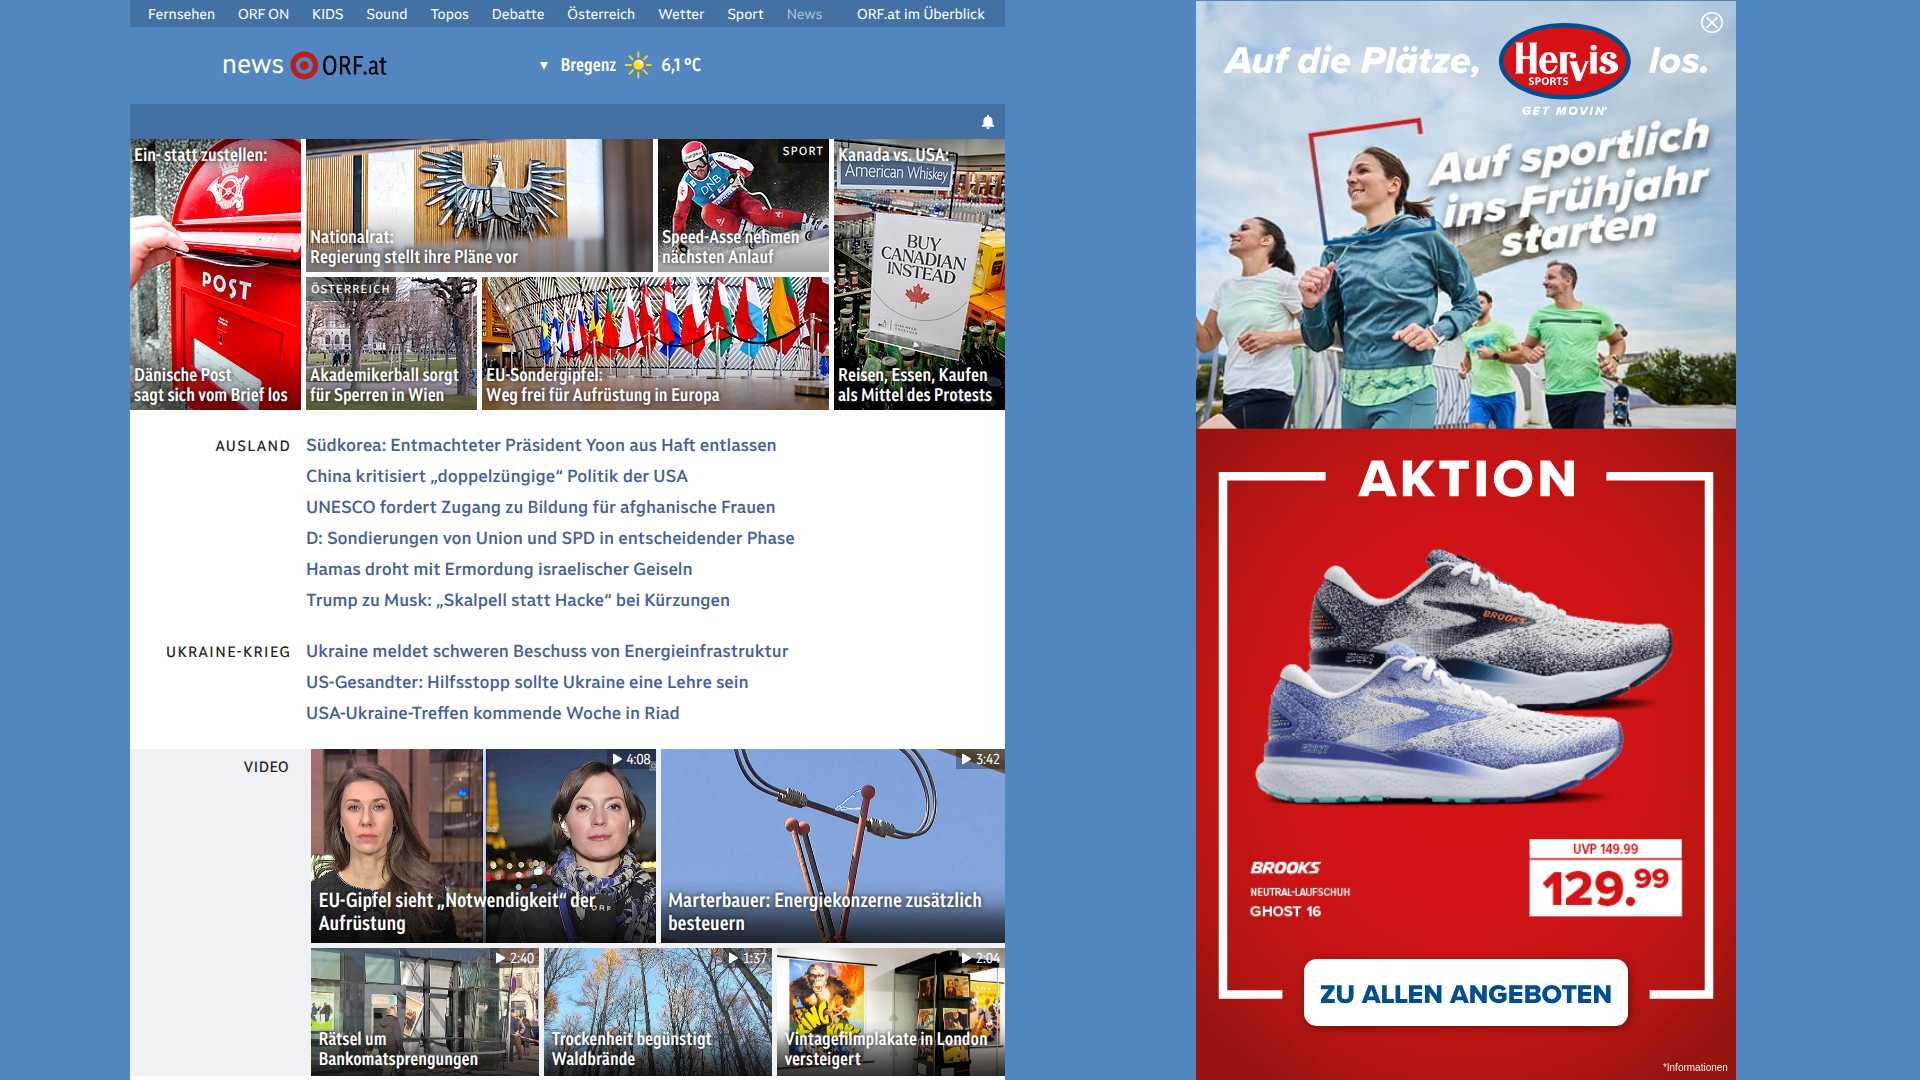 Fernsehen ORF ON KIDS Sound Topos Debatte Österreich Wetter Sport News ORF.at im Überblick
news ORF.at
▼ Bregenz 6,1 °C
Ein- statt zustellen:
POST
Dänische Post
sagt sich vom Brief los
Nationalrat:
Regierung stellt ihre Pläne vor
SPORT
DNB
Speed-Asse nehmen
nächsten Anlauf
Kanada vs. USA:
American Whiskey
BUY
CANADIAN
INSTEAD
Reisen, Essen, Kaufen
als Mittel des Protests
ÖSTERREICH
Akademikerball sorgt
für Sperren in Wien
EU-Sondergipfel:
Weg frei für Aufrüstung in Europa
AUSLAND
Südkorea: Entmachteter Präsident Yoon aus Haft entlassen
China kritisiert „doppelzüngige“ Politik der USA
UNESCO fordert Zugang zu Bildung für afghanische Frauen
D: Sondierungen von Union und SPD in entscheidender Phase
Hamas droht mit Ermordung israelischer Geiseln
Trump zu Musk: „Skalpell statt Hacke“ bei Kürzungen
UKRAINE-KRIEG
Ukraine meldet schweren Beschuss von Energieinfrastruktur
US-Gesandter: Hilfsstopp sollte Ukraine eine Lehre sein
USA-Ukraine-Treffen kommende Woche in Riad
VIDEO
4:08
EU-Gipfel sieht „Notwendigkeit“ der
Aufrüstung
ORF
3:42
Marterbauer: Energiekonzerne zusätzlich
besteuern
2:40
Rätsel um
Bankomatsprengungen
1:37
Trockenheit begünstigt
Waldbrände
2:04
KING
Vintagefilmplakate in London
versteigert
Auf die Plätze, Hervis SPORTS los.
GET MOVIN'
Auf sportlich
ins Frühjahr
starten
AKTION
BROOKS
BROOKS
UVP 149.99
129.99
BROOKS
NEUTRAL-LAUFSCHUH
GHOST 16
ZU ALLEN ANGEBOTEN
*Informationen